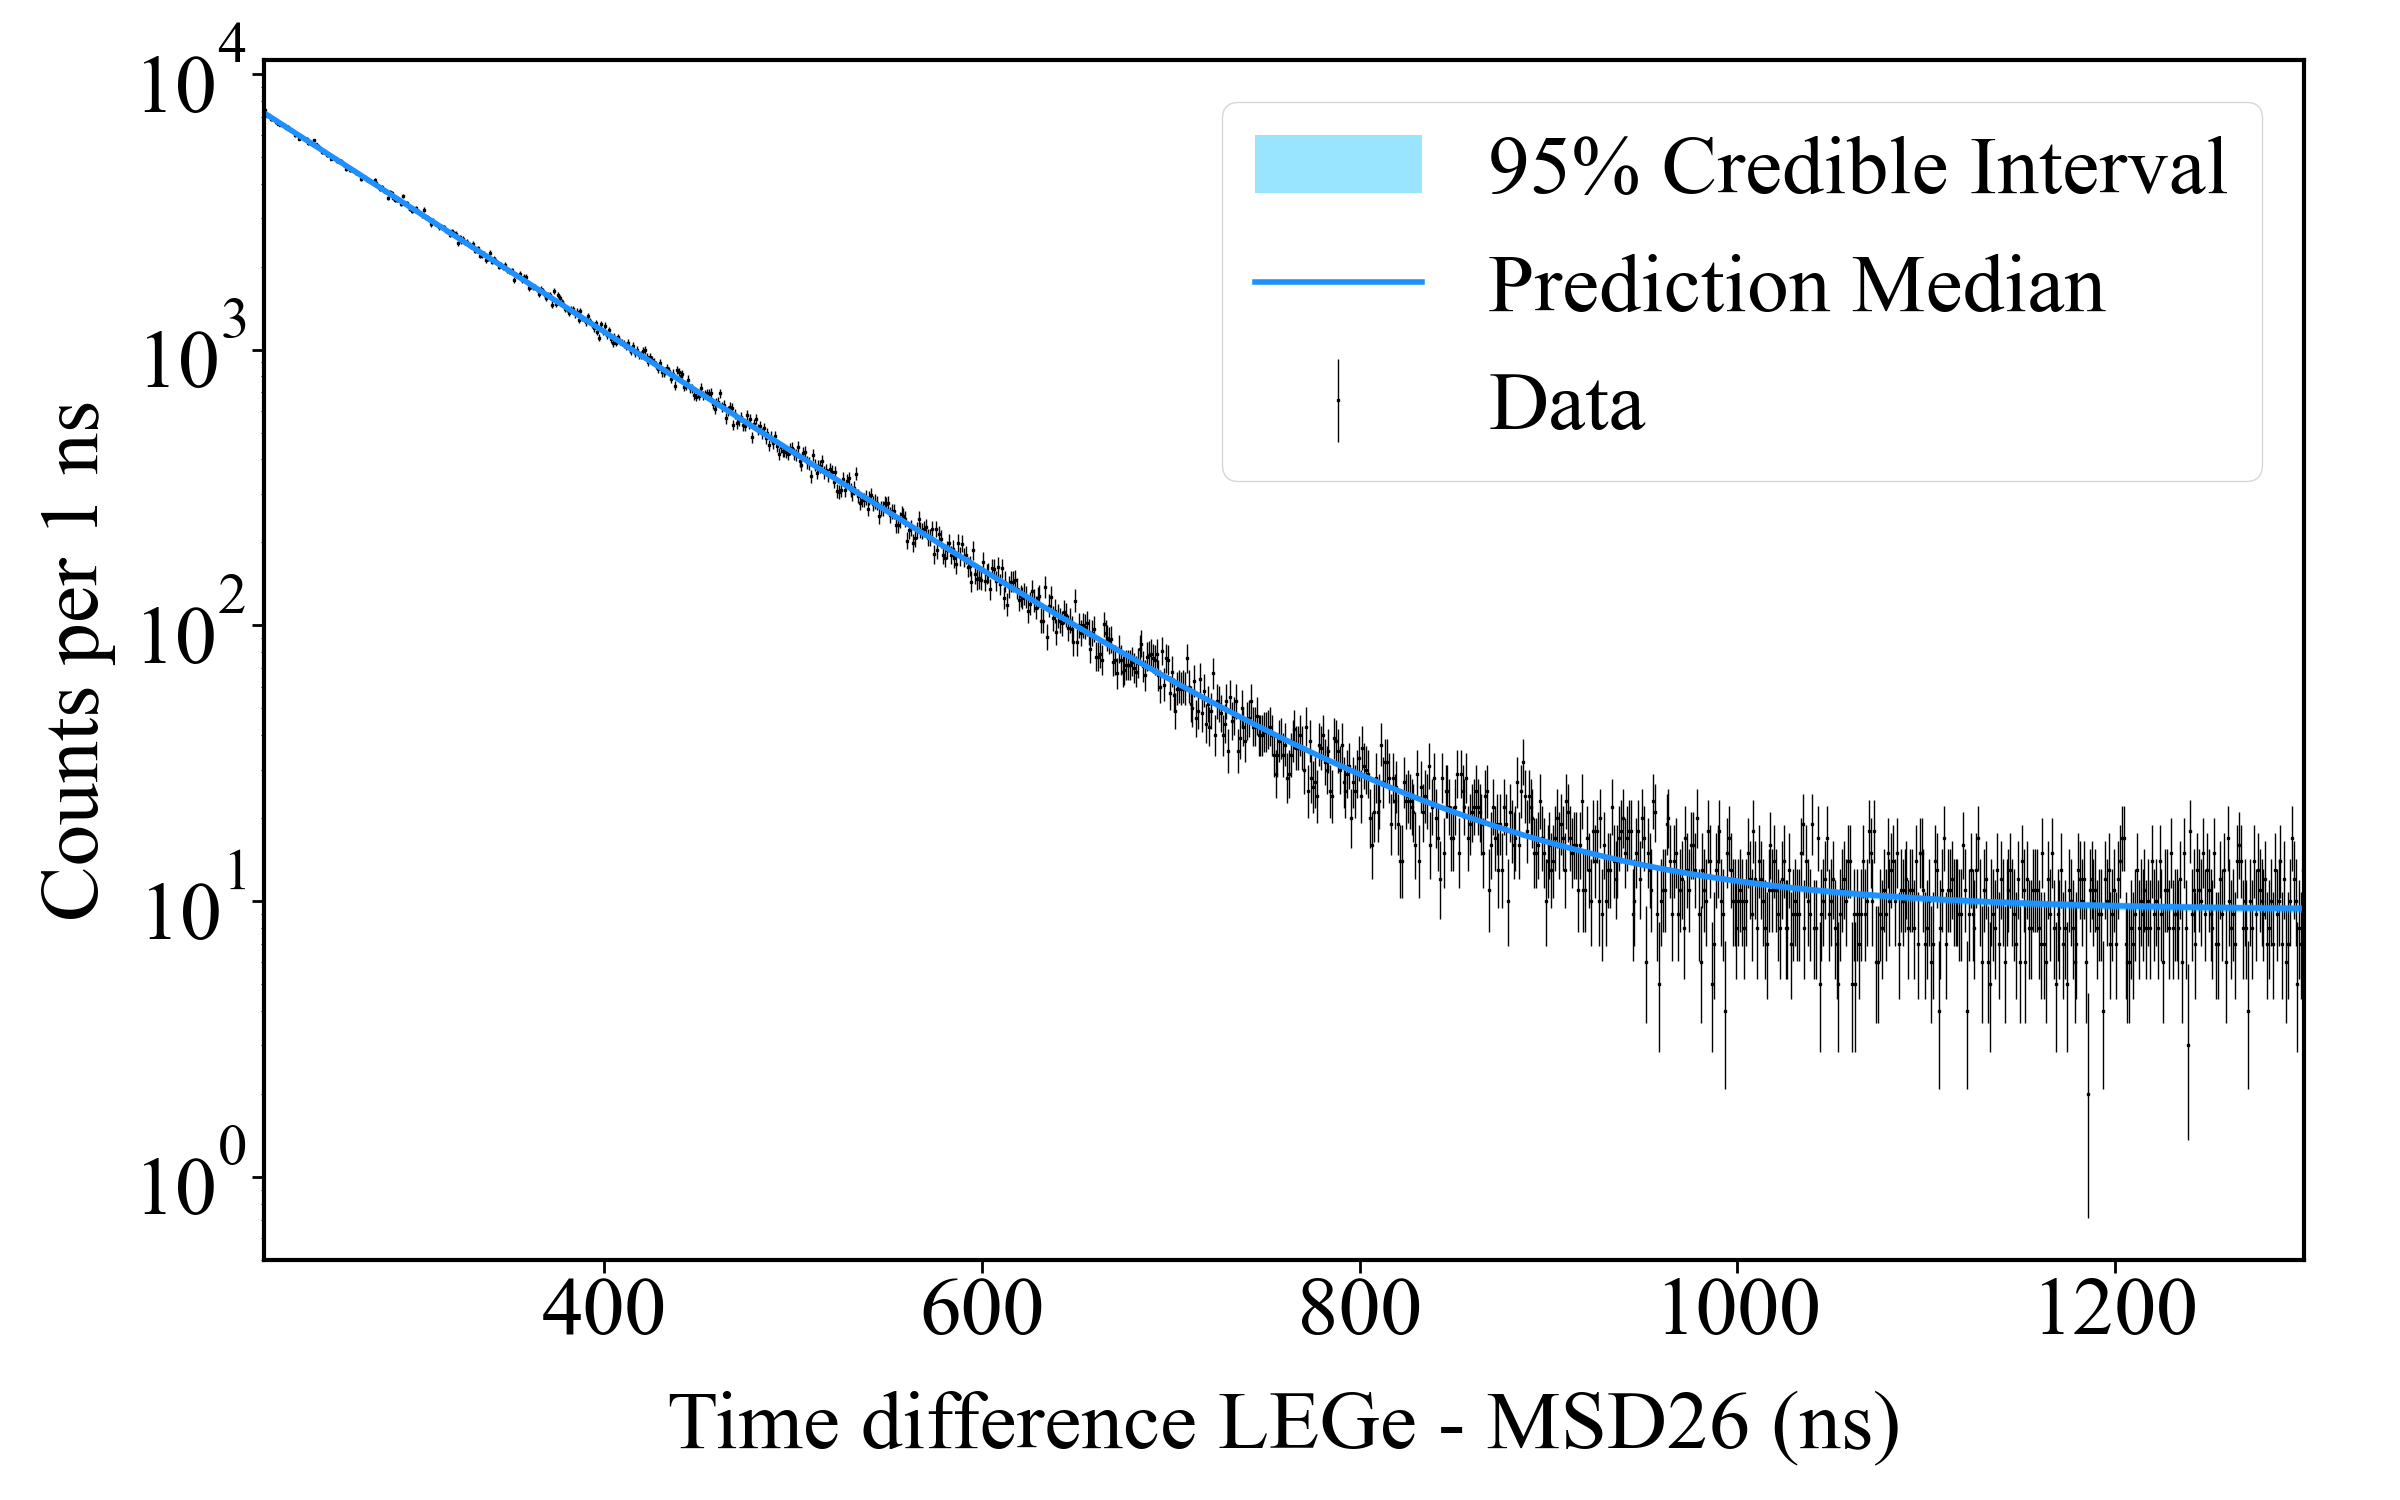 95% Credible Interval
Prediction Median
Data
Counts per 1 ns
10^4
10^3
10^2
10^1
10^0
400 600 800 1000 1200
Time difference LEGe - MSD26 (ns)